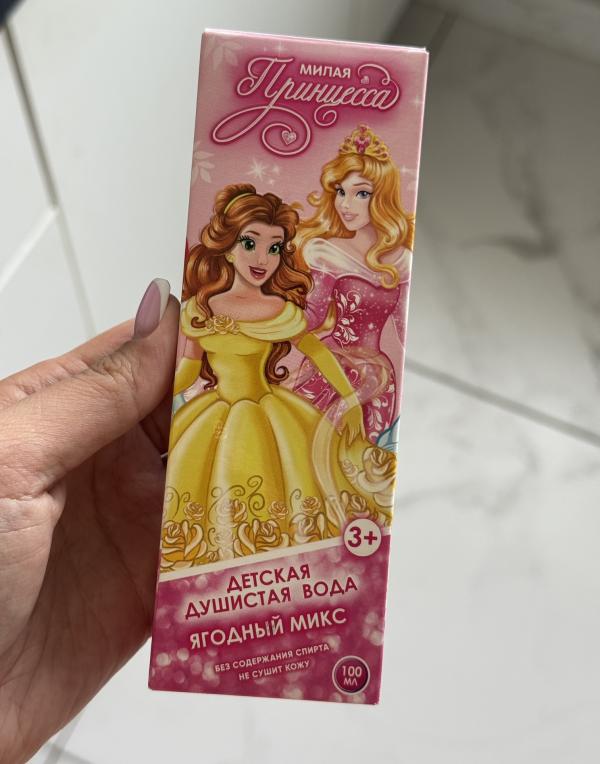 МИЛАЯ
Принцесса
3+
ДЕТСКАЯ
ДУШИСТАЯ ВОДА
ЯГОДНЫЙ МИКС
БЕЗ СОДЕРЖАНИЯ СПИРТА
НЕ СУШИТ КОЖУ
100
МЛ